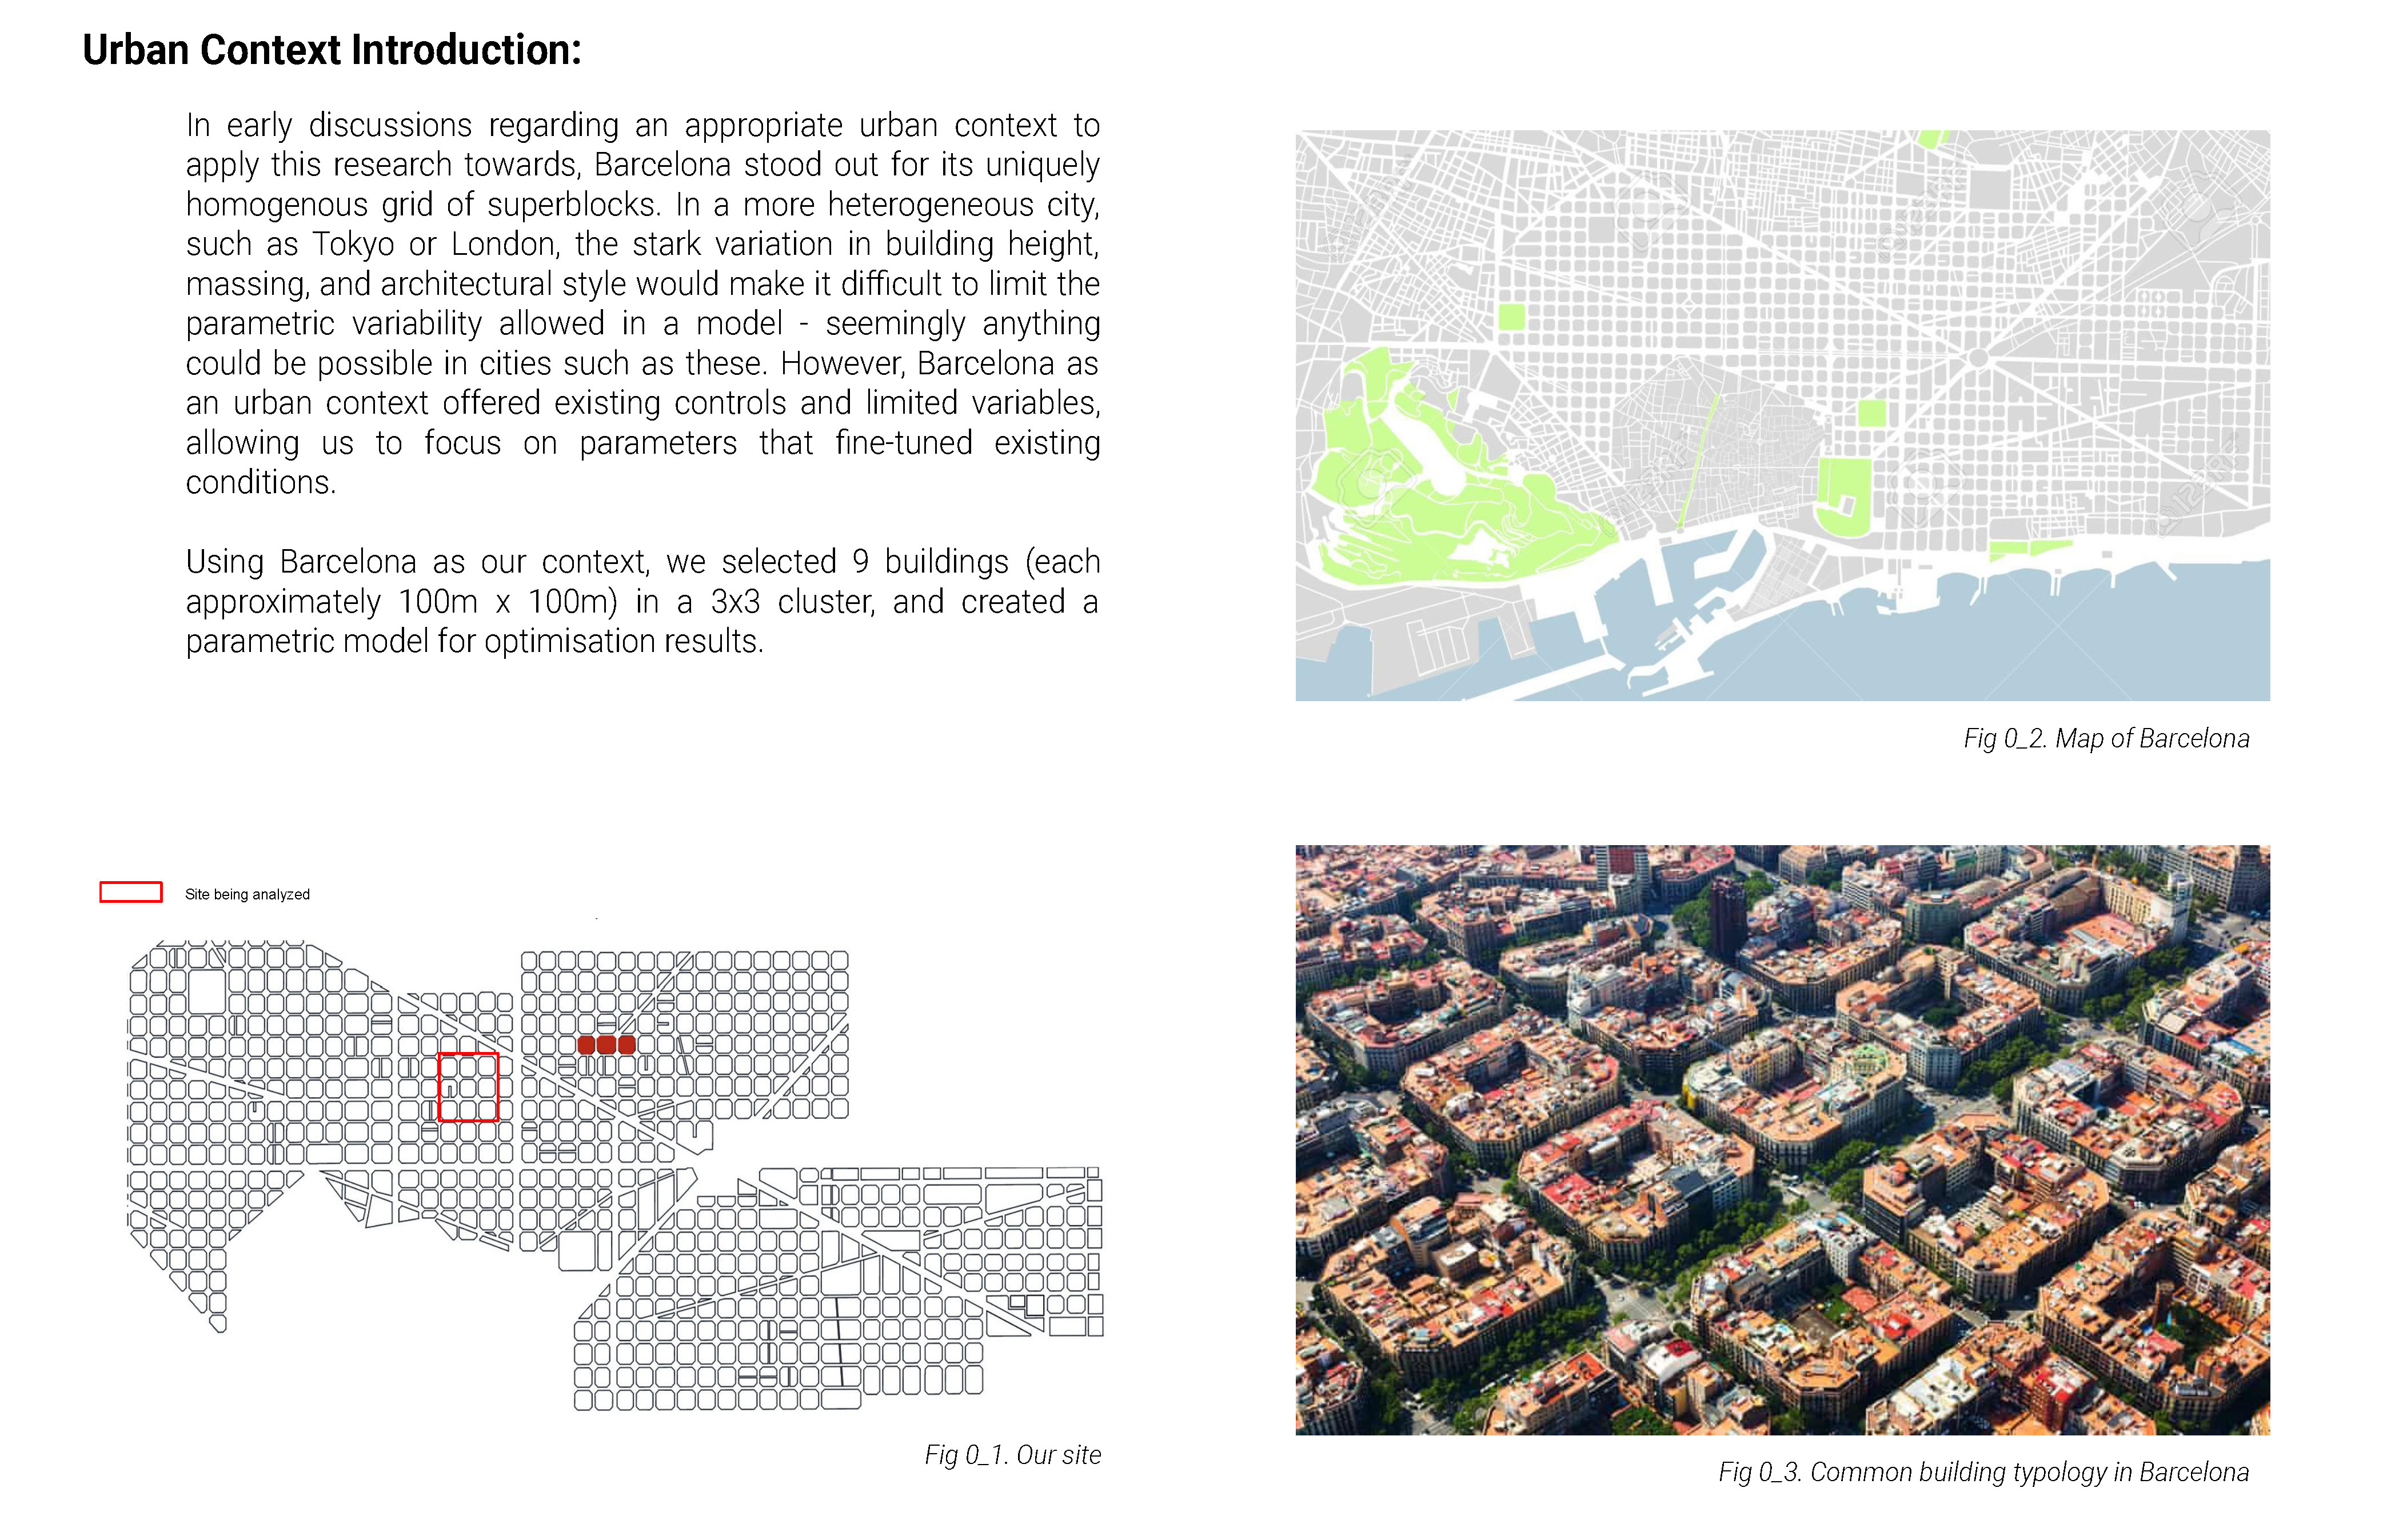 Urban Context Introduction:
In early discussions regarding an appropriate urban context to
apply this research towards, Barcelona stood out for its uniquely
homogenous grid of superblocks. In a more heterogeneous city,
such as Tokyo or London, the stark variation in building height,
massing, and architectural style would make it difficult to limit the
parametric variability allowed in a model - seemingly anything
could be possible in cities such as these. However, Barcelona as
an urban context offered existing controls and limited variables,
allowing us to focus on parameters that fine-tuned existing
conditions.
Using Barcelona as our context, we selected 9 buildings (each
approximately 100m x 100m) in a 3x3 cluster, and created a
parametric model for optimisation results.
Fig 0_2. Map of Barcelona
Site being analyzed
Fig 0_1. Our site
Fig 0_3. Common building typology in Barcelona